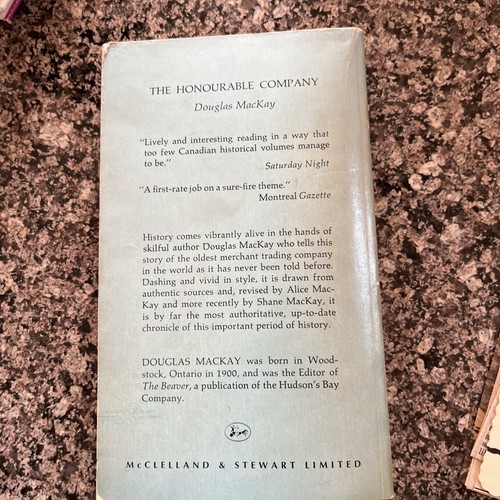 THE HONOURABLE COMPANY
Douglas MacKay
"Lively and interesting reading in a way that
too few Canadian historical volumes manage
to be."
Saturday Night
"A first-rate job on a sure-fire theme."
Montreal Gazette
History comes vibrantly alive in the hands of
skilful author Douglas MacKay who tells this
story of the oldest merchant trading company
in the world as it has never been told before.
Dashing and vivid in style, it is drawn from
authentic sources and, revised by Alice Mac-
Kay and more recently by Shane MacKay, it
is by far the most authoritative, up-to-date
chronicle of this important period of history.
DOUGLAS MACKAY was born in Wood-
stock, Ontario in 1900, and was the Editor of
The Beaver, a publication of the Hudson's Bay
Company.
McCLELLAND & STEWART LIMITED